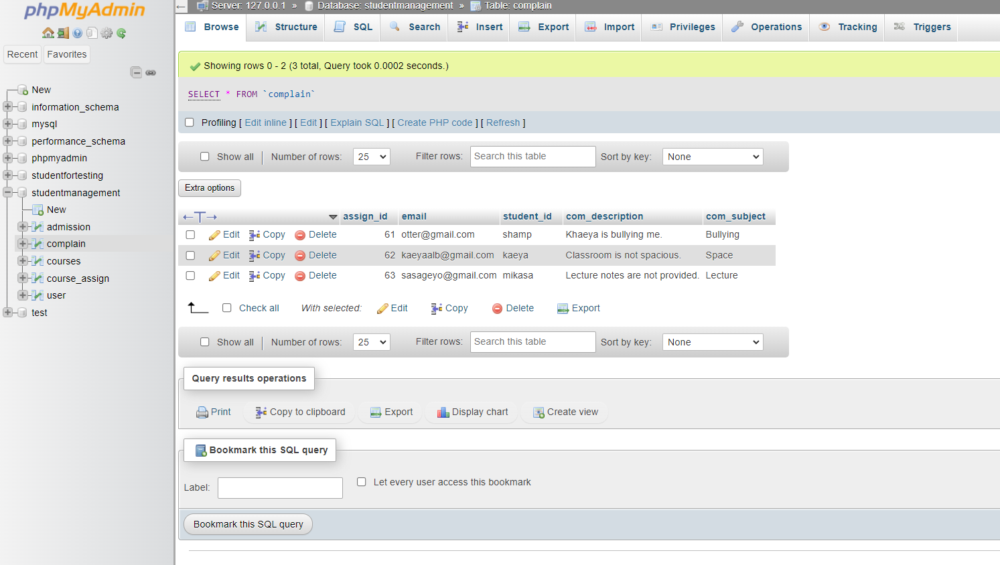 phpMyAdmin
Recent Favorites
New
information_schema
mysql
performance_schema
phpmyadmin
studentfortesting
studentmanagement
New
admission
complain
courses
course_assign
user
test
Server: 127.0.0.1 » Database: studentmanagement » Table: complain
Browse Structure SQL Search Insert Export Import Privileges Operations Tracking Triggers
Showing rows 0 - 2 (3 total, Query took 0.0002 seconds.)
SELECT * FROM `complain`
Profiling [ Edit inline ] [ Edit ] [ Explain SQL ] [ Create PHP code ] [ Refresh ]
Show all Number of rows: 25 Filter rows: Search this table Sort by key: None
Extra options
assign_id email student_id com_description com_subject
Edit Copy Delete 61 otter@gmail.com shamp Khaeya is bullying me. Bullying
Edit Copy Delete 62 kaeyaalb@gmail.com kaeya Classroom is not spacious. Space
Edit Copy Delete 63 sasageyo@gmail.com mikasa Lecture notes are not provided. Lecture
Check all With selected: Edit Copy Delete Export
Show all Number of rows: 25 Filter rows: Search this table Sort by key: None
Query results operations
Print Copy to clipboard Export Display chart Create view
Bookmark this SQL query
Label: Let every user access this bookmark
Bookmark this SQL query